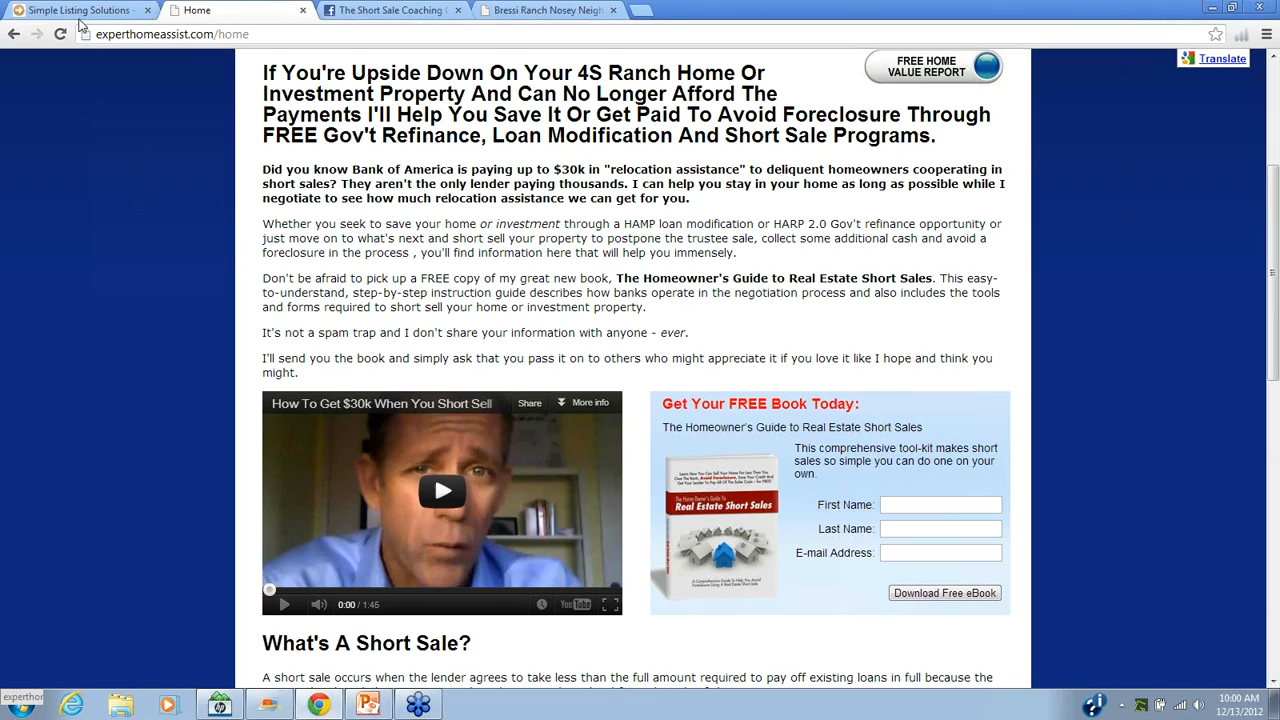 Simple Listing Solutions -
Home
The Short Sale Coaching
Bressi Ranch Nosey Neigh
experthomeassist.com/home
Translate
FREE HOME
VALUE REPORT
If You're Upside Down On Your 4S Ranch Home Or
Investment Property And Can No Longer Afford The
Payments I'll Help You Save It Or Get Paid To Avoid Foreclosure Through
FREE Gov't Refinance, Loan Modification And Short Sale Programs.
Did you know Bank of America is paying up to $30k in "relocation assistance" to deliquent homeowners cooperating in
short sales? They aren't the only lender paying thousands. I can help you stay in your home as long as possible while I
negotiate to see how much relocation assistance we can get for you.
Whether you seek to save your home or investment through a HAMP loan modification or HARP 2.0 Gov't refinance opportunity or
just move on to what's next and short sell your property to postpone the trustee sale, collect some additional cash and avoid a
foreclosure in the process , you'll find information here that will help you immensely.
Don't be afraid to pick up a FREE copy of my great new book, The Homeowner's Guide to Real Estate Short Sales. This easy-
to-understand, step-by-step instruction guide describes how banks operate in the negotiation process and also includes the tools
and forms required to short sell your home or investment property.
It's not a spam trap and I don't share your information with anyone - ever.
I'll send you the book and simply ask that you pass it on to others who might appreciate it if you love it like I hope and think you
might.
How To Get $30k When You Short Sell
Share
More info
0:00 / 1:45
YouTube
Get Your FREE Book Today:
The Homeowner's Guide to Real Estate Short Sales
This comprehensive tool-kit makes short
sales so simple you can do one on your
own.
The Home Owner's Guide To
Real Estate Short Sales
First Name:
Last Name:
E-mail Address:
Download Free eBook
What's A Short Sale?
A short sale occurs when the lender agrees to take less than the full amount required to pay off existing loans in full because the
experthom
10:00 AM
12/13/2012